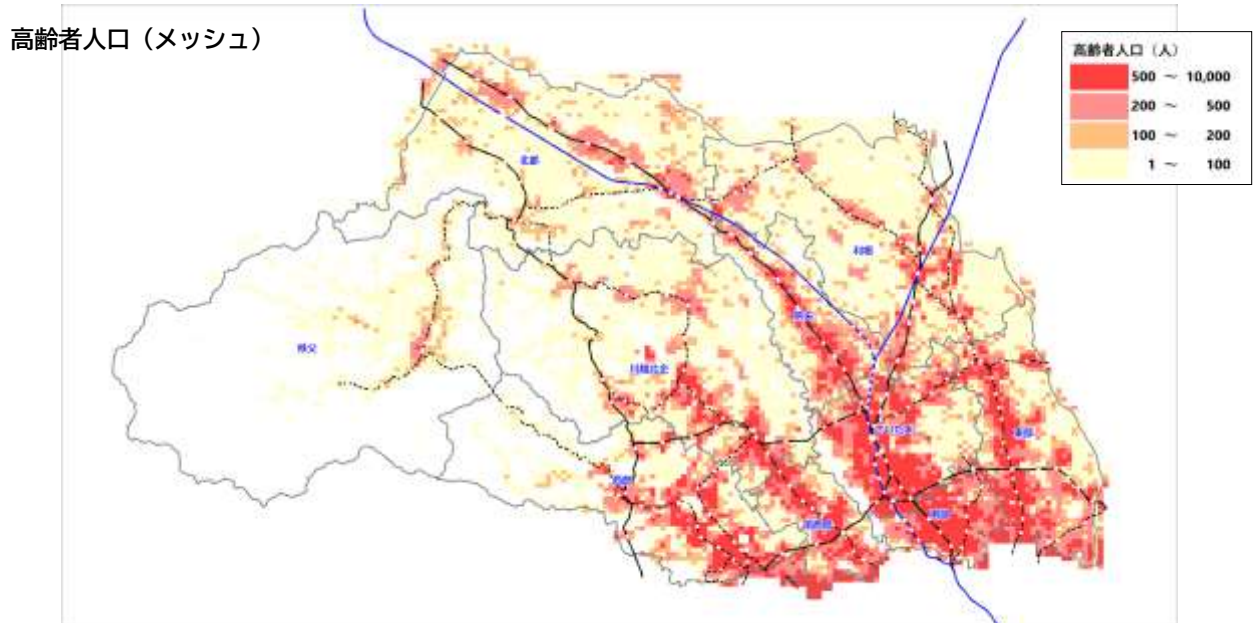 高齢者人口（メッシュ）
高齢者人口（人）
500 ～ 10,000
200 ～ 500
100 ～ 200
1 ～ 100
北部
利根
県央
秩父
川越比企
さいたま
東部
西部
南西部
南部